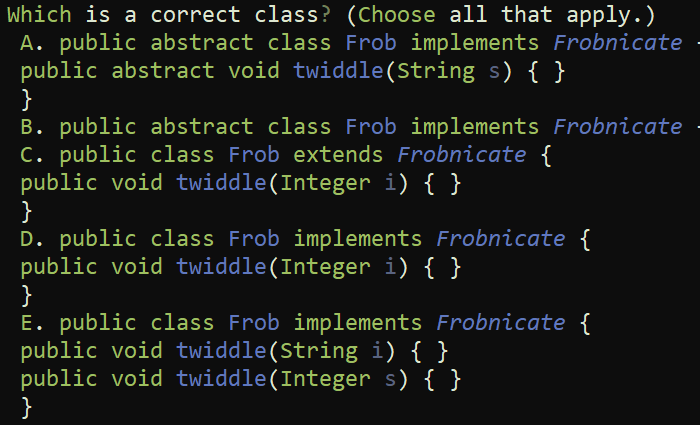 Which is a correct class? (Choose all that apply.)
A. public abstract class Frob implements Frobnicate {
public abstract void twiddle(String s) { }
}
B. public abstract class Frob implements Frobnicate
C. public class Frob extends Frobnicate {
public void twiddle(Integer i) { }
}
D. public class Frob implements Frobnicate {
public void twiddle(Integer i) { }
}
E. public class Frob implements Frobnicate {
public void twiddle(String i) { }
public void twiddle(Integer s) { }
}